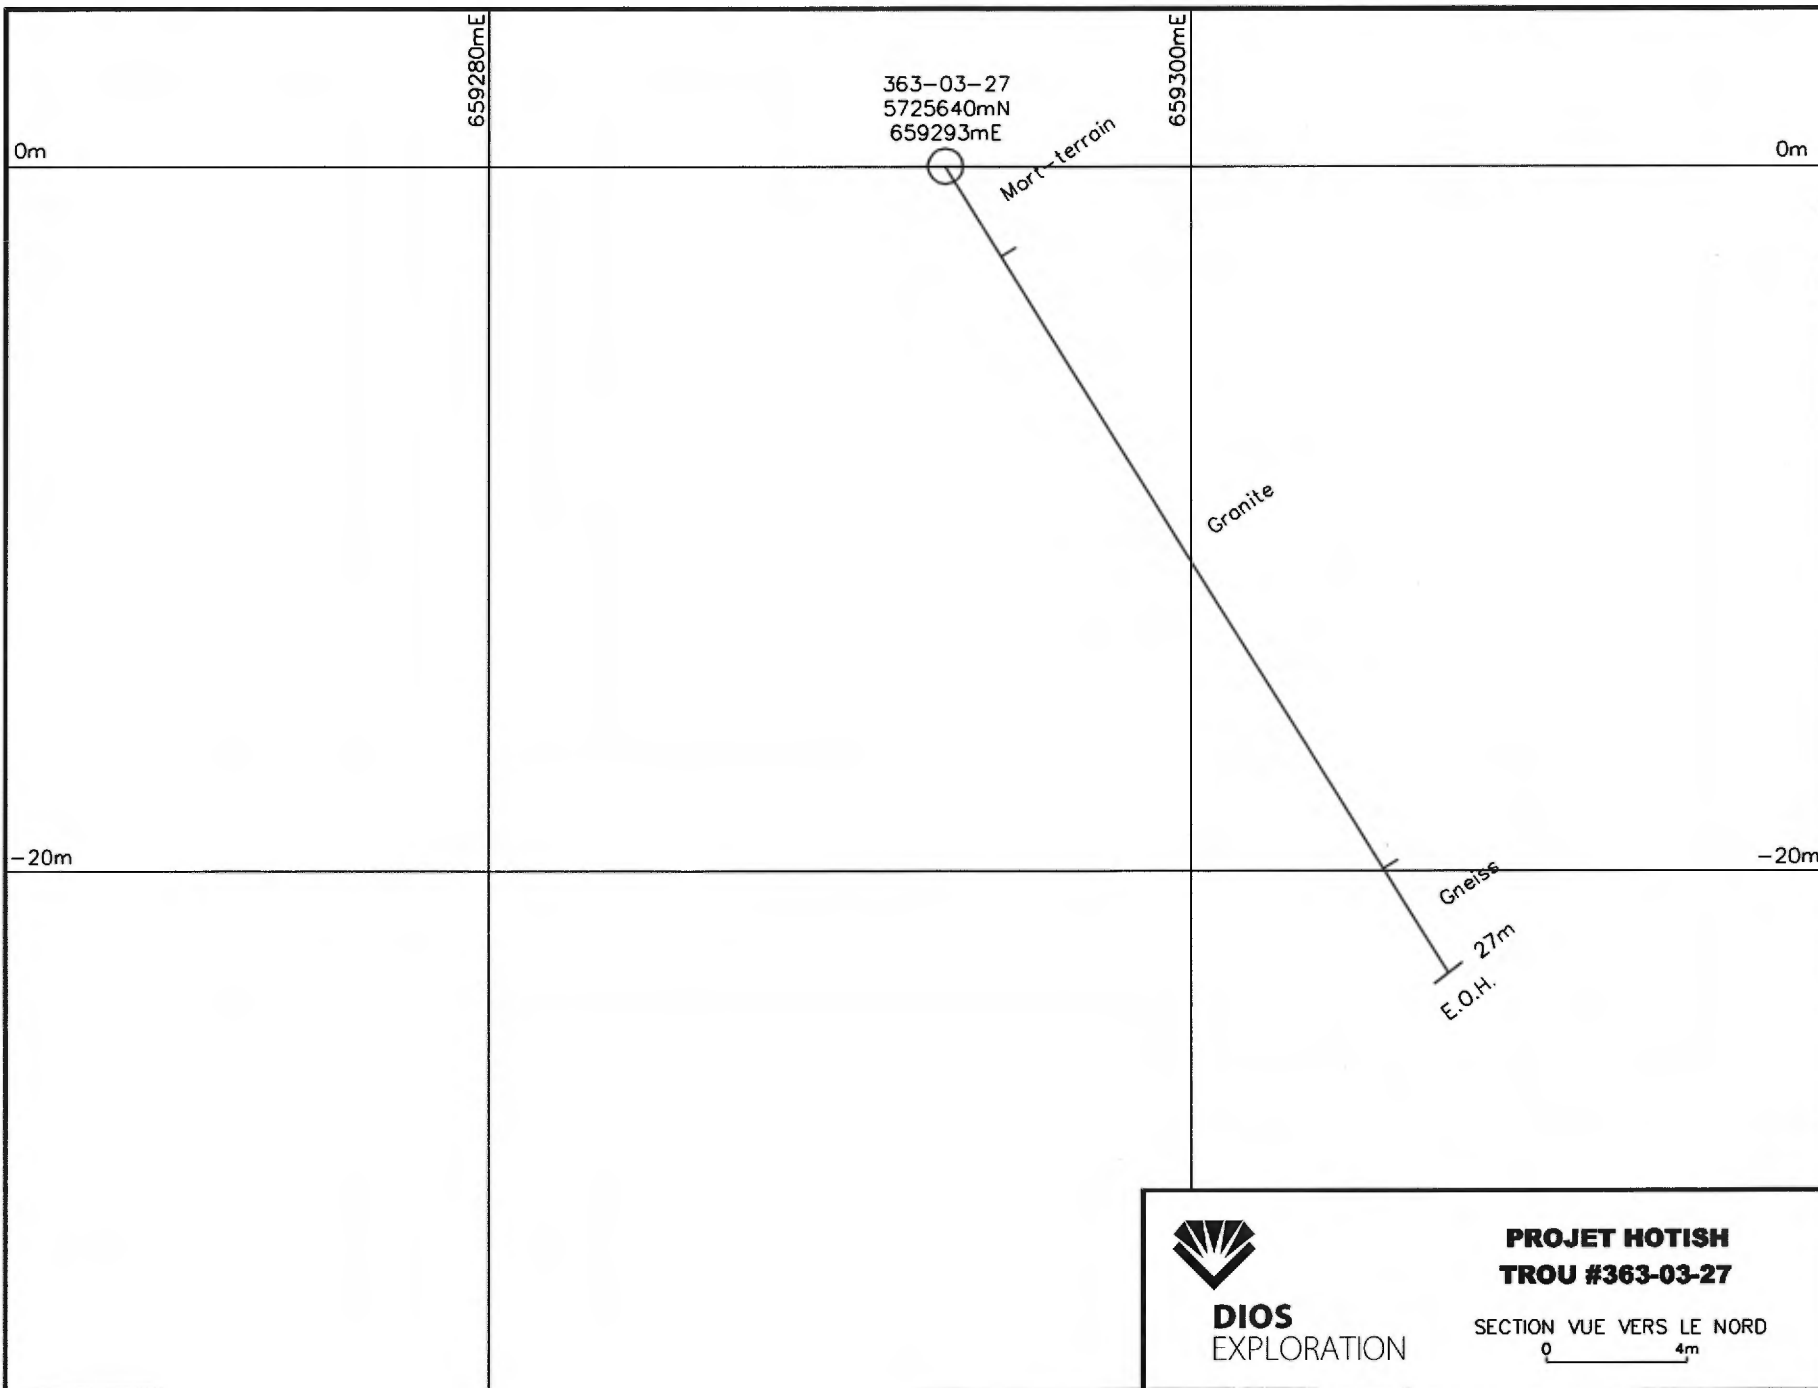 659280mE
659300mE
363-03-27
5725640mN
659293mE
Mort-terrain
0m
0m
Granite
-20m
-20m
Gneiss
27m
E.O.H.
PROJET HOTISH
TROU #363-03-27
DIOS
EXPLORATION
SECTION VUE VERS LE NORD
0 4m